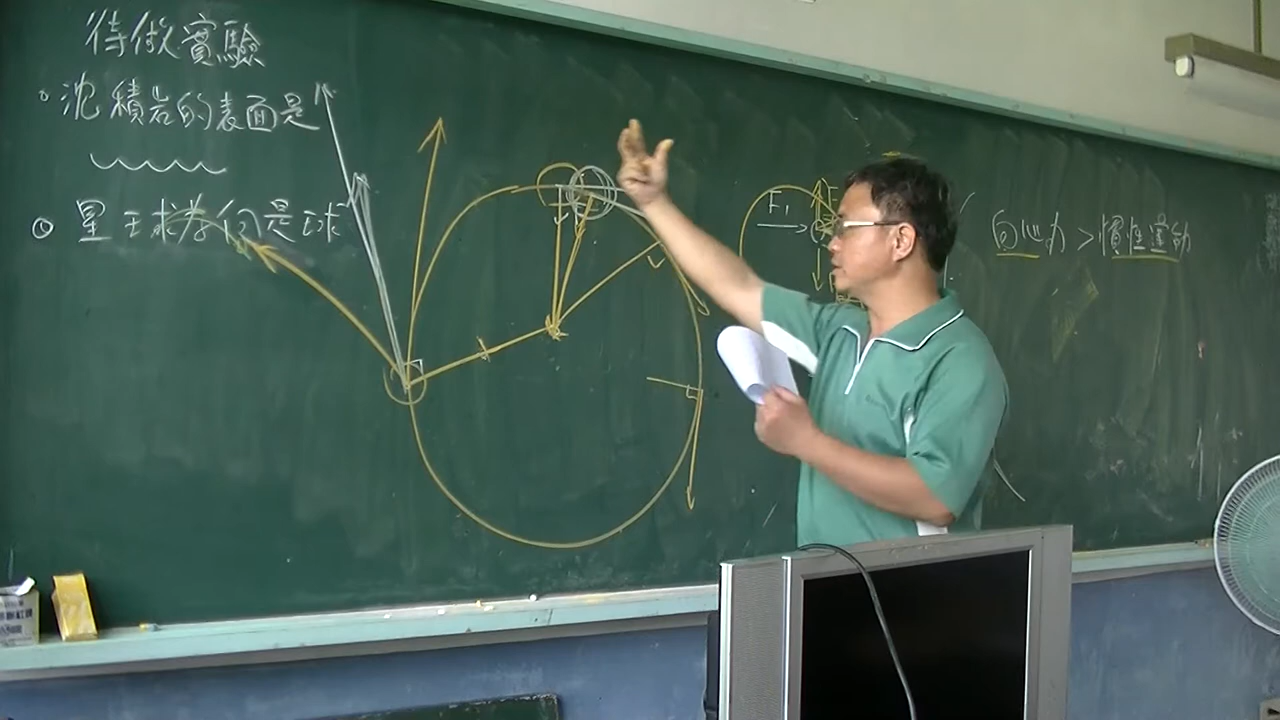 待做實驗
。沈積岩的表面是
。星球為何是球
F₁
向心力 > 慣性運動